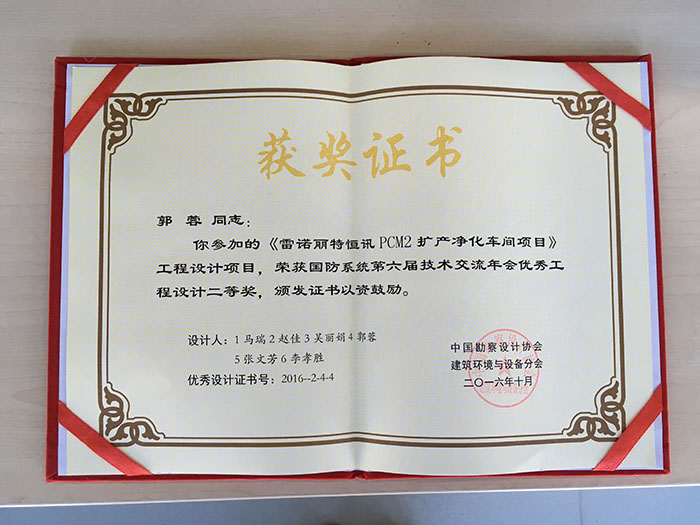 获奖证书
郭 蓉 同志：
你参加的《雷诺丽特恒讯 PCM2 扩产净化车间项目》
工程设计项目，荣获国防系统第六届技术交流年会优秀工
程设计二等奖，颁发证书以资鼓励。
设计人：1 马瑞 2 赵佳 3 吴丽娟 4 郭蓉
5 张文芳 6 李孝胜
优秀设计证书号：2016--2-4-4
中国勘察设计协会
建筑环境与设备分会
二〇一六年十月